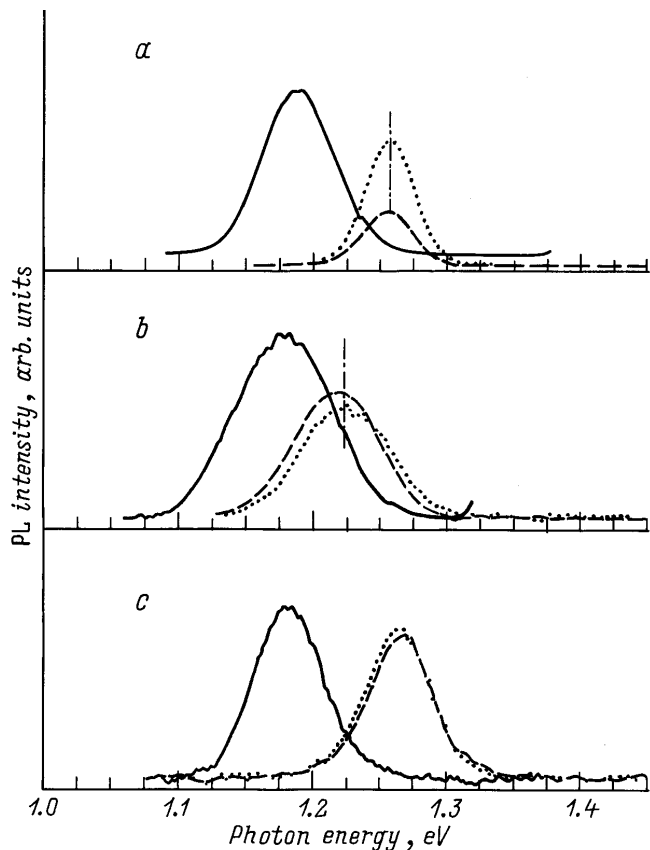 a
b
c
PL intensity, arb. units
1.0 1.1 1.2 1.3 1.4
Photon energy, eV